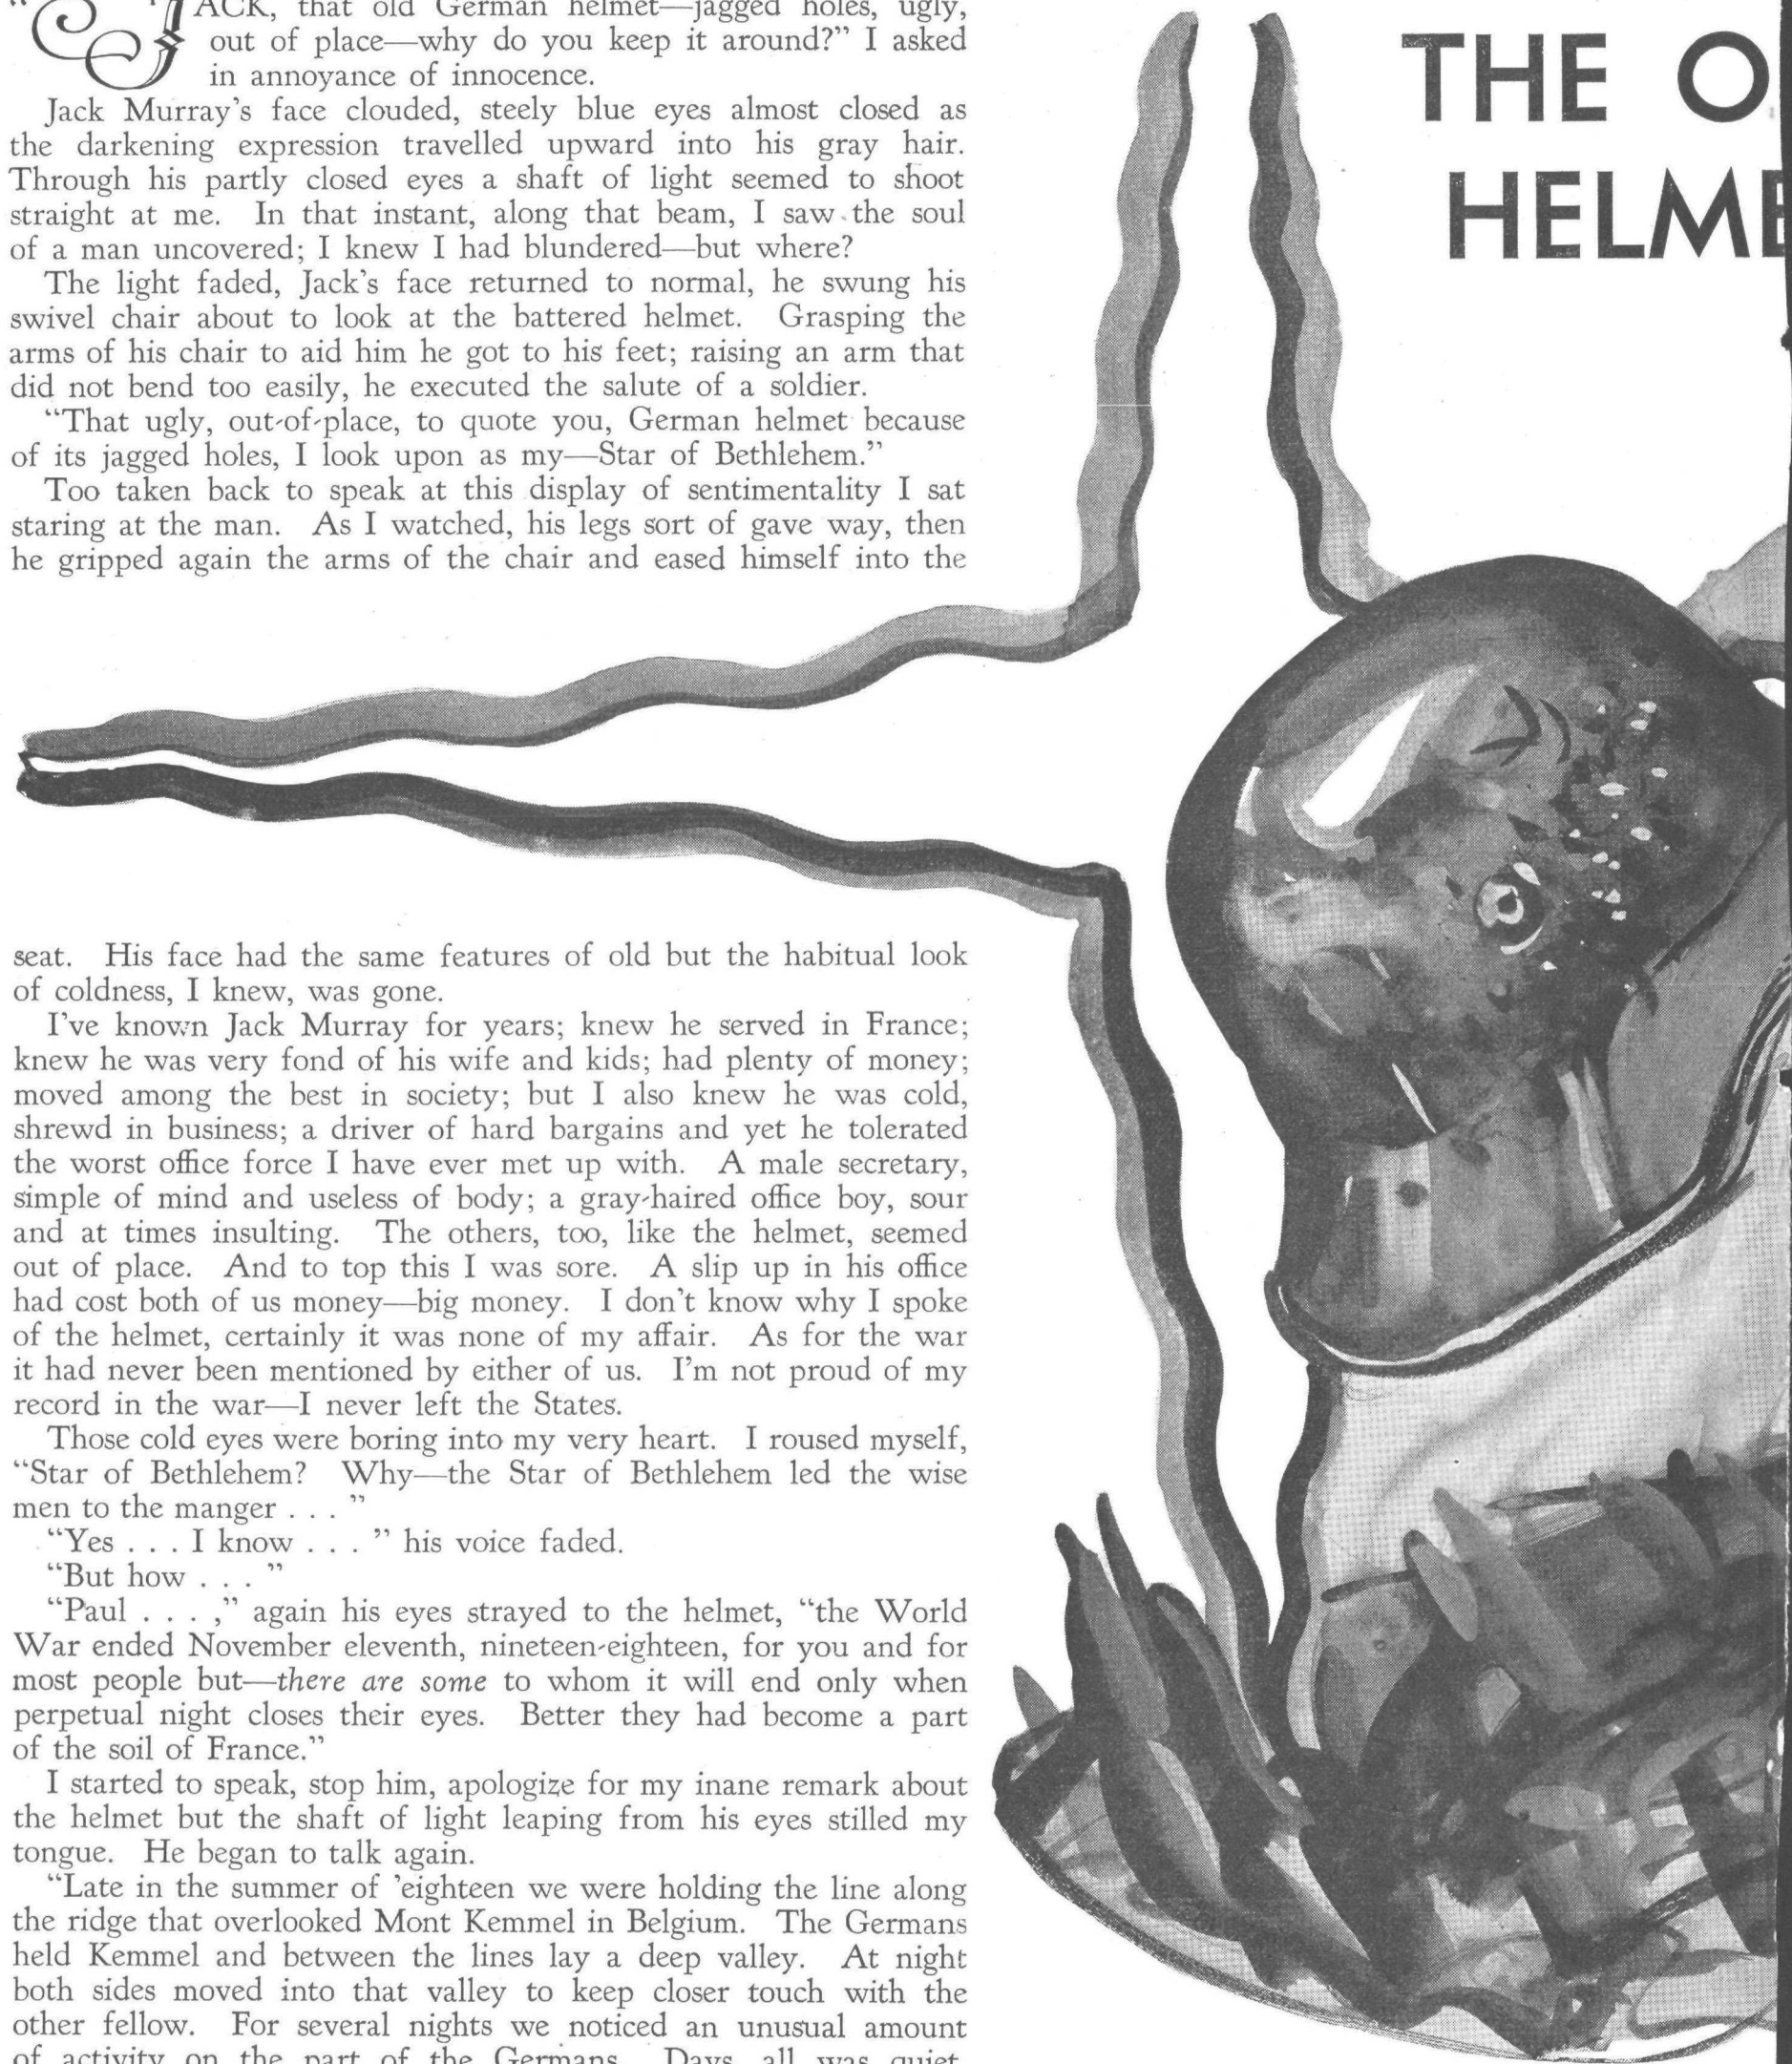 THE O
HELME
"JACK, that old German helmet—jagged holes, ugly,
out of place—why do you keep it around?" I asked
in annoyance of innocence.
Jack Murray's face clouded, steely blue eyes almost closed as
the darkening expression travelled upward into his gray hair.
Through his partly closed eyes a shaft of light seemed to shoot
straight at me. In that instant, along that beam, I saw the soul
of a man uncovered; I knew I had blundered—but where?
The light faded, Jack's face returned to normal, he swung his
swivel chair about to look at the battered helmet. Grasping the
arms of his chair to aid him he got to his feet; raising an arm that
did not bend too easily, he executed the salute of a soldier.
"That ugly, out-of-place, to quote you, German helmet because
of its jagged holes, I look upon as my—Star of Bethlehem."
Too taken back to speak at this display of sentimentality I sat
staring at the man. As I watched, his legs sort of gave way, then
he gripped again the arms of the chair and eased himself into the
seat. His face had the same features of old but the habitual look
of coldness, I knew, was gone.
I've known Jack Murray for years; knew he served in France;
knew he was very fond of his wife and kids; had plenty of money;
moved among the best in society; but I also knew he was cold,
shrewd in business; a driver of hard bargains and yet he tolerated
the worst office force I have ever met up with. A male secretary,
simple of mind and useless of body; a gray-haired office boy, sour
and at times insulting. The others, too, like the helmet, seemed
out of place. And to top this I was sore. A slip up in his office
had cost both of us money—big money. I don't know why I spoke
of the helmet, certainly it was none of my affair. As for the war
it had never been mentioned by either of us. I'm not proud of my
record in the war—I never left the States.
Those cold eyes were boring into my very heart. I roused myself,
"Star of Bethlehem? Why—the Star of Bethlehem led the wise
men to the manger . . . "
"Yes . . . I know . . . " his voice faded.
"But how . . . "
"Paul . . . ," again his eyes strayed to the helmet, "the World
War ended November eleventh, nineteen-eighteen, for you and for
most people but—there are some to whom it will end only when
perpetual night closes their eyes. Better they had become a part
of the soil of France."
I started to speak, stop him, apologize for my inane remark about
the helmet but the shaft of light leaping from his eyes stilled my
tongue. He began to talk again.
"Late in the summer of 'eighteen we were holding the line along
the ridge that overlooked Mont Kemmel in Belgium. The Germans
held Kemmel and between the lines lay a deep valley. At night
both sides moved into that valley to keep closer touch with the
other fellow. For several nights we noticed an unusual amount
of activity on the part of the Germans. Days, all was quiet,